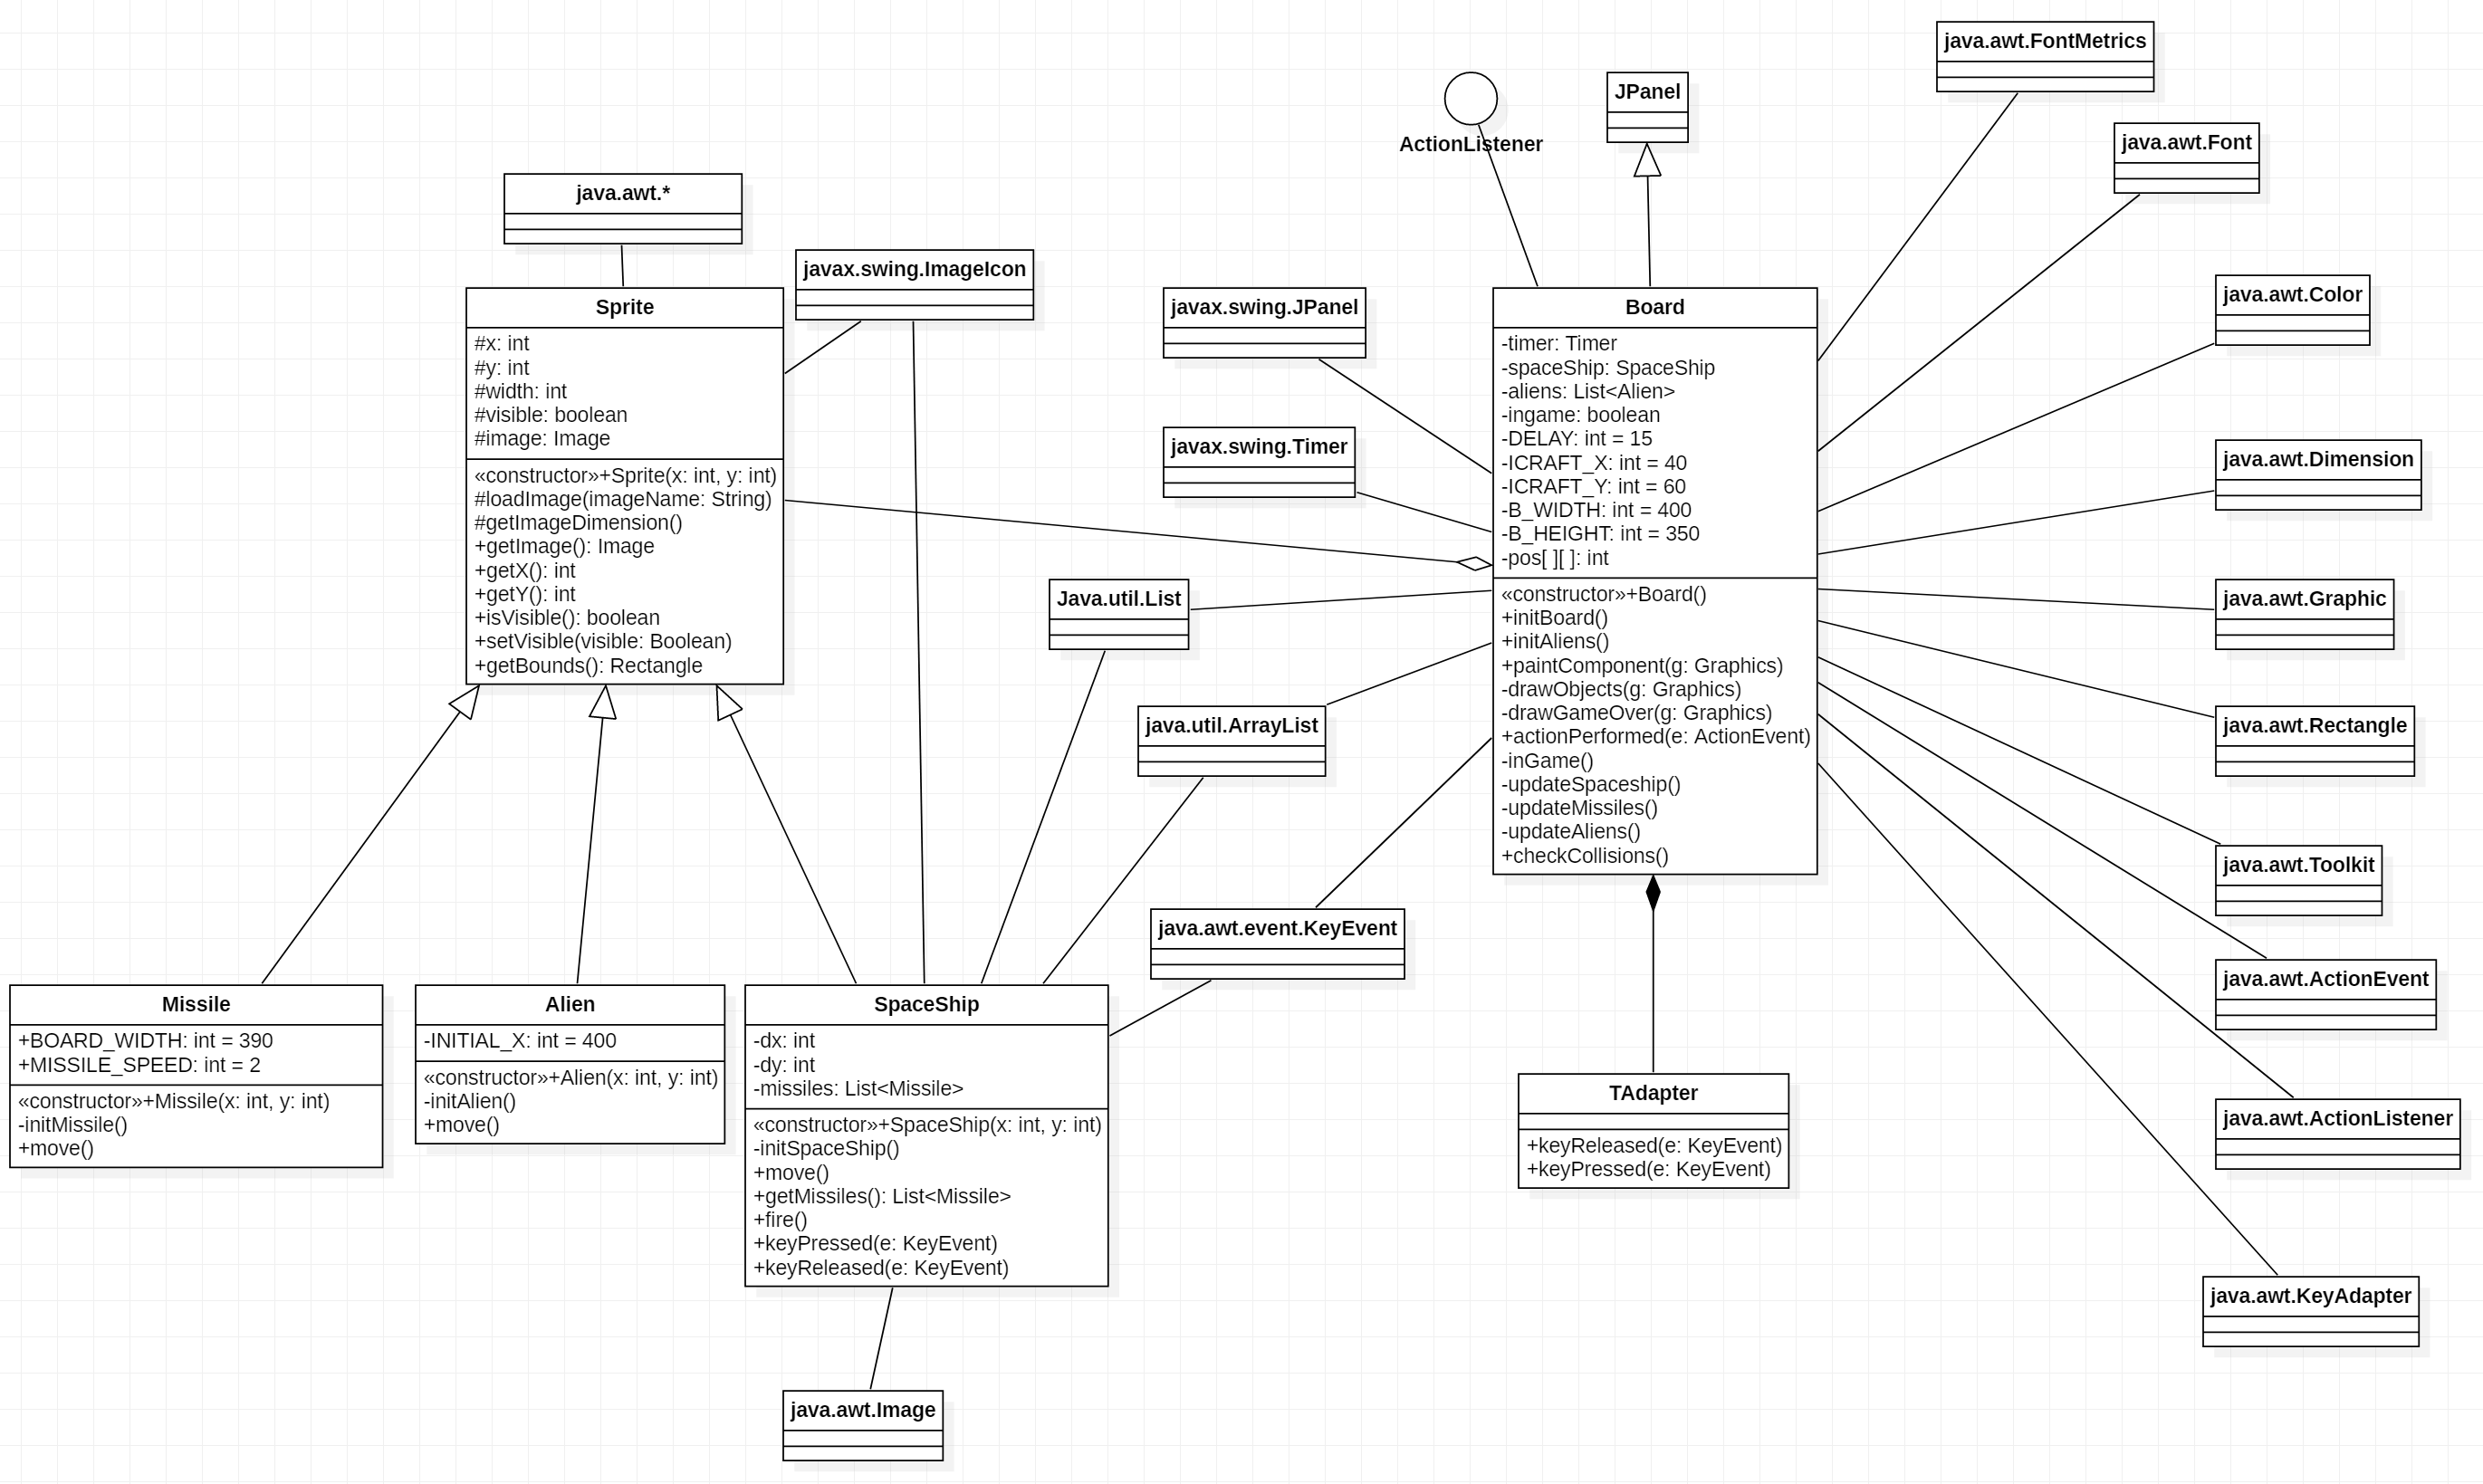 java.awt.FontMetrics
JPanel
ActionListener
java.awt.Font
java.awt.*
javax.swing.ImageIcon
Sprite
#x: int
#y: int
#width: int
#visible: boolean
#image: Image
«constructor»+Sprite(x: int, y: int)
#loadImage(imageName: String)
#getImageDimension()
+getImage(): Image
+getX(): int
+getY(): int
+isVisible(): boolean
+setVisible(visible: Boolean)
+getBounds(): Rectangle
javax.swing.JPanel
javax.swing.Timer
Java.util.List
java.util.ArrayList
java.awt.event.KeyEvent
Board
-timer: Timer
-spaceShip: SpaceShip
-aliens: List<Alien>
-ingame: boolean
-DELAY: int = 15
-ICRAFT_X: int = 40
-ICRAFT_Y: int = 60
-B_WIDTH: int = 400
-B_HEIGHT: int = 350
-pos[ ][ ]: int
«constructor»+Board()
+initBoard()
+initAliens()
+paintComponent(g: Graphics)
-drawObjects(g: Graphics)
-drawGameOver(g: Graphics)
+actionPerformed(e: ActionEvent)
-inGame()
-updateSpaceship()
-updateMissiles()
-updateAliens()
+checkCollisions()
java.awt.Color
java.awt.Dimension
java.awt.Graphic
java.awt.Rectangle
java.awt.Toolkit
java.awt.ActionEvent
java.awt.ActionListener
java.awt.KeyAdapter
Missile
+BOARD_WIDTH: int = 390
+MISSILE_SPEED: int = 2
«constructor»+Missile(x: int, y: int)
-initMissile()
+move()
Alien
-INITIAL_X: int = 400
«constructor»+Alien(x: int, y: int)
-initAlien()
+move()
SpaceShip
-dx: int
-dy: int
-missiles: List<Missile>
«constructor»+SpaceShip(x: int, y: int)
-initSpaceShip()
+move()
+getMissiles(): List<Missile>
+fire()
+keyPressed(e: KeyEvent)
+keyReleased(e: KeyEvent)
TAdapter
+keyReleased(e: KeyEvent)
+keyPressed(e: KeyEvent)
java.awt.Image